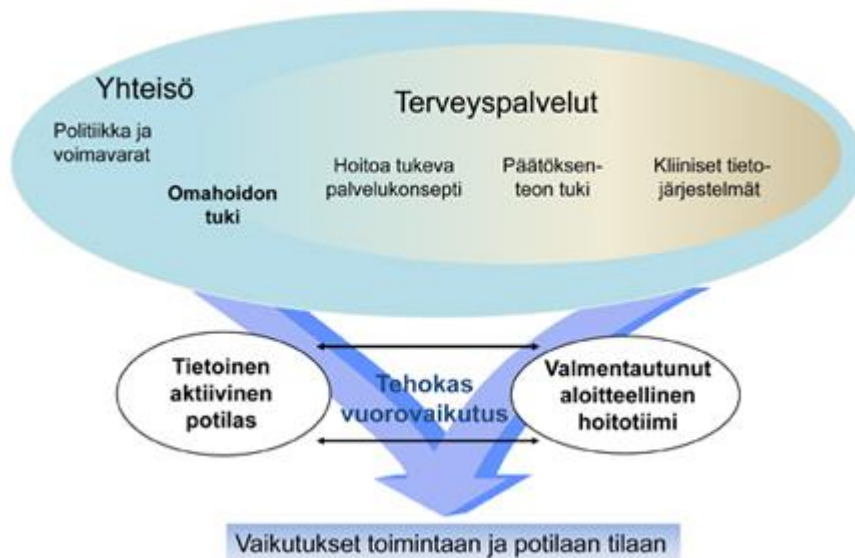 Yhteisö
Politiikka ja
voimavarat
Omahoidon
tuki
Terveyspalvelut
Hoitoa tukeva
palvelukonsepti
Päätöksen-
teon tuki
Kliiniset tieto-
järjestelmät
Tietoinen
aktiivinen
potilas
Tehokas
vuorovaikutus
Valmentautunut
aloitteellinen
hoitotiimi
Vaikutukset toimintaan ja potilaan tilaan